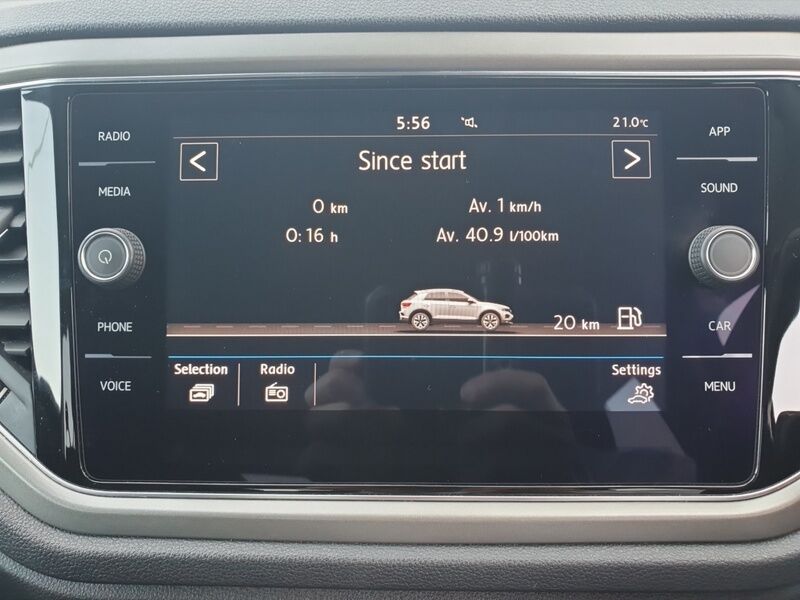 5:56
21.0°C
RADIO
MEDIA
PHONE
VOICE
Since start
0 km
Av. 1 km/h
0:16 h
Av. 40.9 l/100km
20 km
Selection
Radio
Settings
APP
SOUND
CAR
MENU